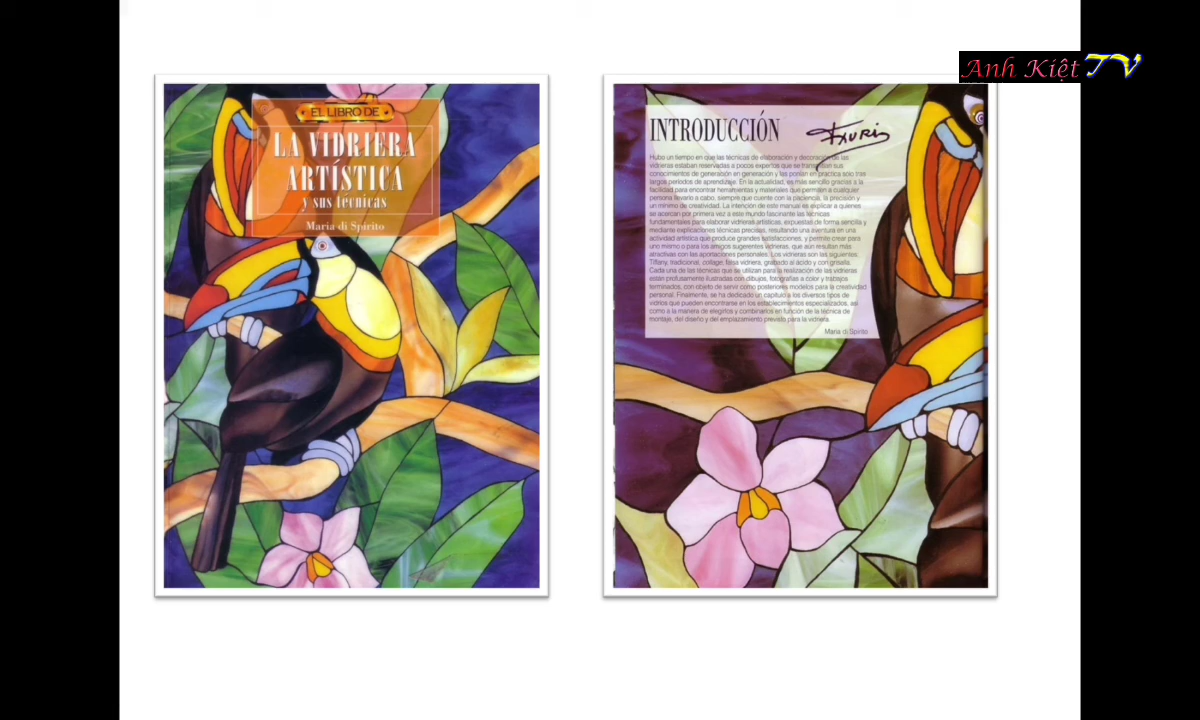 Anh Kiệt TV
EL LIBRO DE
LA VIDRIERA
ARTÍSTICA
y sus técnicas
Maria di Spirito
INTRODUCCIÓN
Hubo un tiempo en que las técnicas de elaboración y decoración de las
vidrieras estaban reservadas a pocos expertos que se transmitían sus
conocimientos de generación en generación y las ponían en práctica sólo tras
largos períodos de aprendizaje. En la actualidad, es más sencillo gracias a la
facilidad para encontrar herramientas y materiales que permiten a cualquier
persona llevarlo a cabo, siempre que cuente con la paciencia, la precisión y
un mínimo de creatividad. La intención de este manual es explicar a quienes
se acercan por primera vez a este mundo fascinante las técnicas
fundamentales para elaborar vidrieras artísticas, expuestas de forma sencilla y
mediante explicaciones técnicas precisas, resultando una aventura en una
actividad artística que produce grandes satisfacciones, y permite crear para
uno mismo o para los amigos sugerentes vidrieras, que aún resultan más
atractivas con las aportaciones personales. Los vidrieras son las siguientes:
Tiffany, tradicional, collage, falsa vidriera, grabado al ácido y con grisalla.
Cada una de las técnicas que se utilizan para la realización de las vidrieras
están profusamente ilustradas con dibujos, fotografías a color y trabajos
terminados, con objeto de servir como posteriores modelos para la creatividad
personal. Finalmente, se ha dedicado un capítulo a los diversos tipos de
vidrios que pueden encontrarse en los establecimientos especializados, así
como a la manera de elegirlos y combinarlos en función de la técnica de
montaje, del diseño y del emplazamiento previsto para la vidriera.
Maria di Spirito